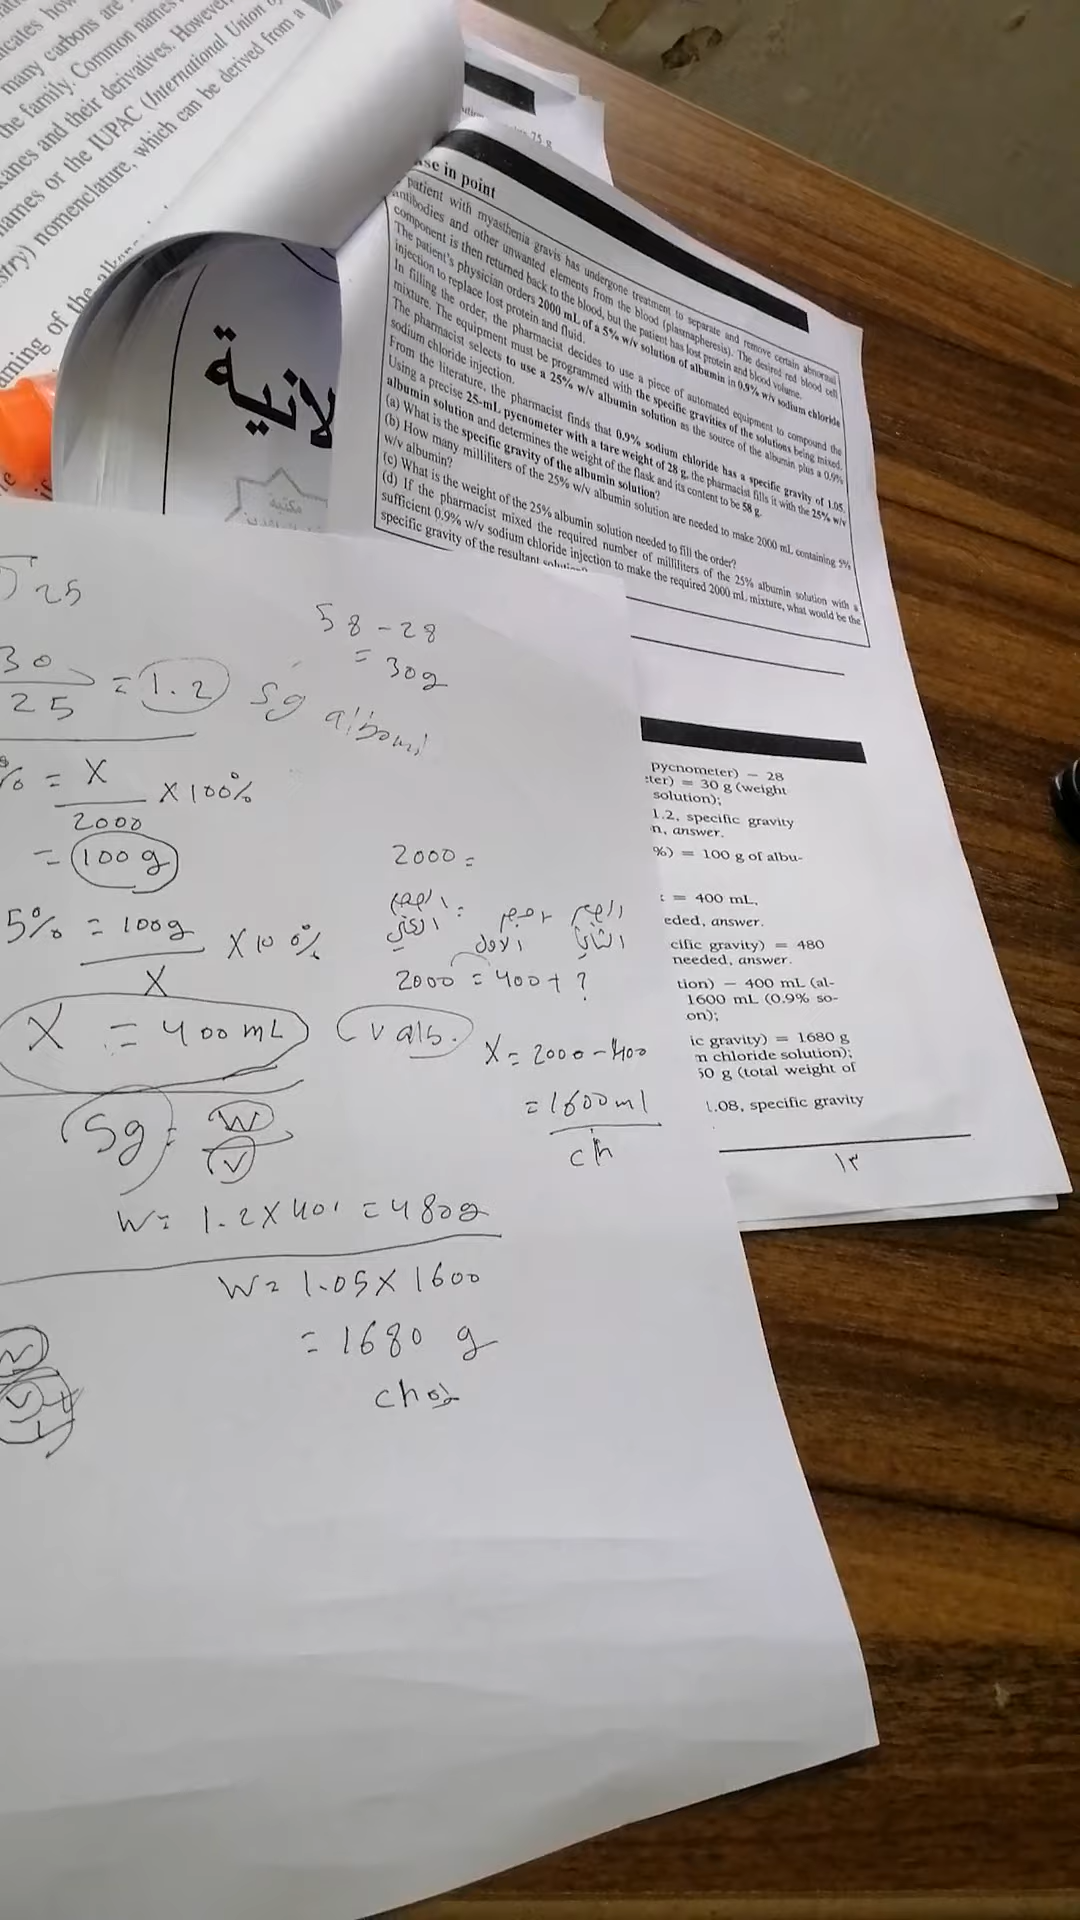 many carbons are
the family. Common names
and their derivatives. However,
names or the IUPAC (International Union
nomenclature, which can be derived from a
aming of the
لانية
مكتبة
in point
patient with myasthenia gravis has undergone treatment to separate and remove certain abnormal
antibodies and other unwanted elements from the blood (plasmapheresis). The desired red blood cell
component is then returned back to the blood, but the patient has lost protein and blood volume.
The patient's physician orders 2000 mL of a 5% w/v solution of albumin in 0.9% w/v sodium chloride
injection to replace lost protein and fluid.
In filling the order, the pharmacist decides to use a piece of automated equipment to compound the
mixture. The equipment must be programmed with the specific gravities of the solutions being mixed.
The pharmacist selects to use a 25% w/v albumin solution as the source of the albumin plus a 0.9%
sodium chloride injection.
From the literature, the pharmacist finds that 0.9% sodium chloride has a specific gravity of 1.05.
Using a precise 25-mL pycnometer with a tare weight of 28 g, the pharmacist fills it with the 25% w/v
albumin solution and determines the weight of the flask and its content to be 58 g.
(a) What is the specific gravity of the albumin solution?
(b) How many milliliters of the 25% w/v albumin solution are needed to make 2000 mL containing 5%
w/v albumin?
(c) What is the weight of the 25% albumin solution needed to fill the order?
(d) If the pharmacist mixed the required number of milliliters of the 25% albumin solution with a
sufficient 0.9% w/v sodium chloride injection to make the required 2000 mL mixture, what would be the
specific gravity of the resultant solution?
pycnometer) − 28
ter) = 30 g (weight
solution);
1.2, specific gravity
n, answer.
%) = 100 g of albu-
= 400 mL,
eded, answer.
cific gravity) = 480
needed, answer.
tion) − 400 mL (al-
1600 mL (0.9% so-
on);
ic gravity) = 1680 g
m chloride solution);
50 g (total weight of
1.08, specific gravity
١٣
25
58 - 28
= 30g
30
25
= 1.2 sg
% = X
2000
X 100%
= 100 g
5% = 100g
X
X = 400 mL
V alb.
2000 =
الحجم الكلي = حجم الاول الحجم الثاني
2000 = 400 + ?
X = 2000 - 400
= 1600 ml
Sg = W
V
W = 1.2 X 40 = 480g
W = 1.05 X 1600
= 1680 g